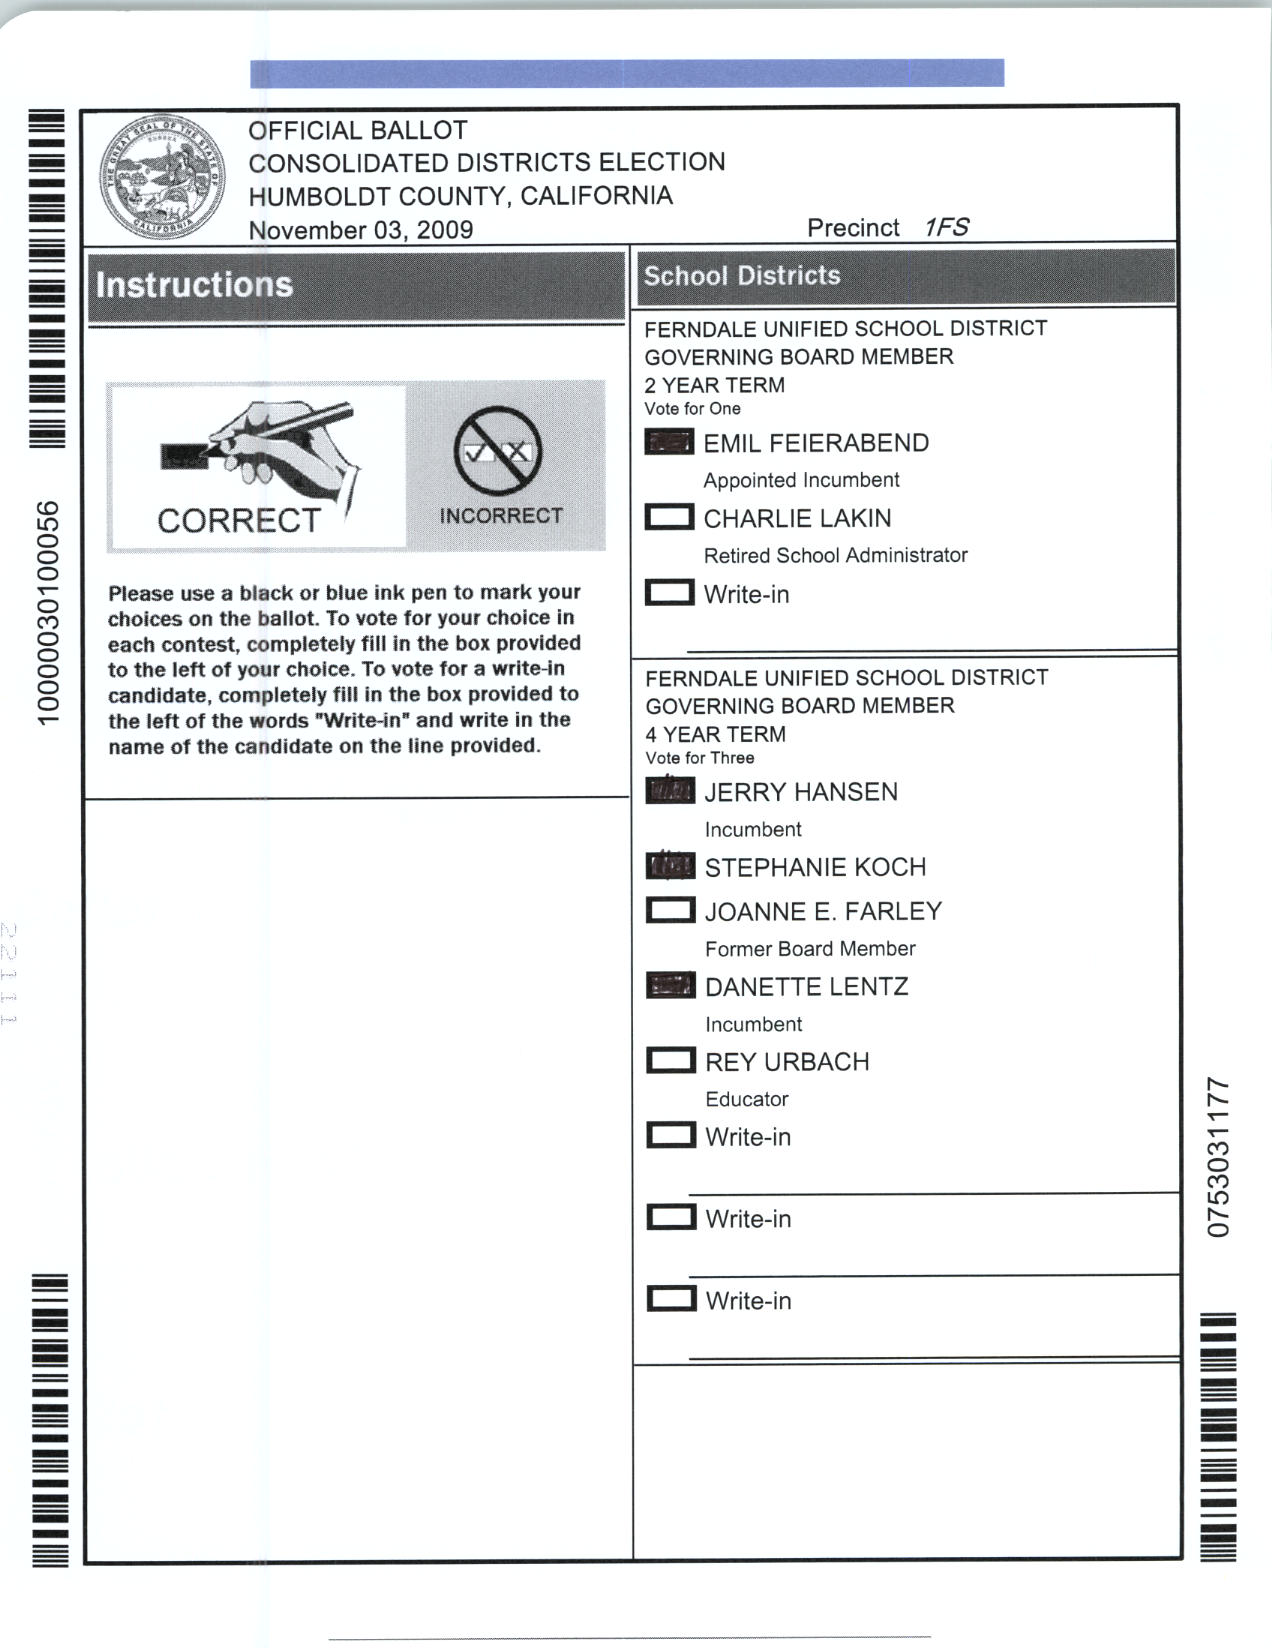 OFFICIAL BALLOT
CONSOLIDATED DISTRICTS ELECTION
HUMBOLDT COUNTY, CALIFORNIA
November 03, 2009
Precinct 1FS
THE GREAT SEAL OF THE STATE OF CALIFORNIA
EUREKA
Instructions
CORRECT
INCORRECT
Please use a black or blue ink pen to mark your
choices on the ballot. To vote for your choice in
each contest, completely fill in the box provided
to the left of your choice. To vote for a write-in
candidate, completely fill in the box provided to
the left of the words "Write-in" and write in the
name of the candidate on the line provided.
School Districts
FERNDALE UNIFIED SCHOOL DISTRICT
GOVERNING BOARD MEMBER
2 YEAR TERM
Vote for One
EMIL FEIERABEND
Appointed Incumbent
CHARLIE LAKIN
Retired School Administrator
Write-in
FERNDALE UNIFIED SCHOOL DISTRICT
GOVERNING BOARD MEMBER
4 YEAR TERM
Vote for Three
JERRY HANSEN
Incumbent
STEPHANIE KOCH
JOANNE E. FARLEY
Former Board Member
DANETTE LENTZ
Incumbent
REY URBACH
Educator
Write-in
Write-in
Write-in
10000030100056
22111
0753031177